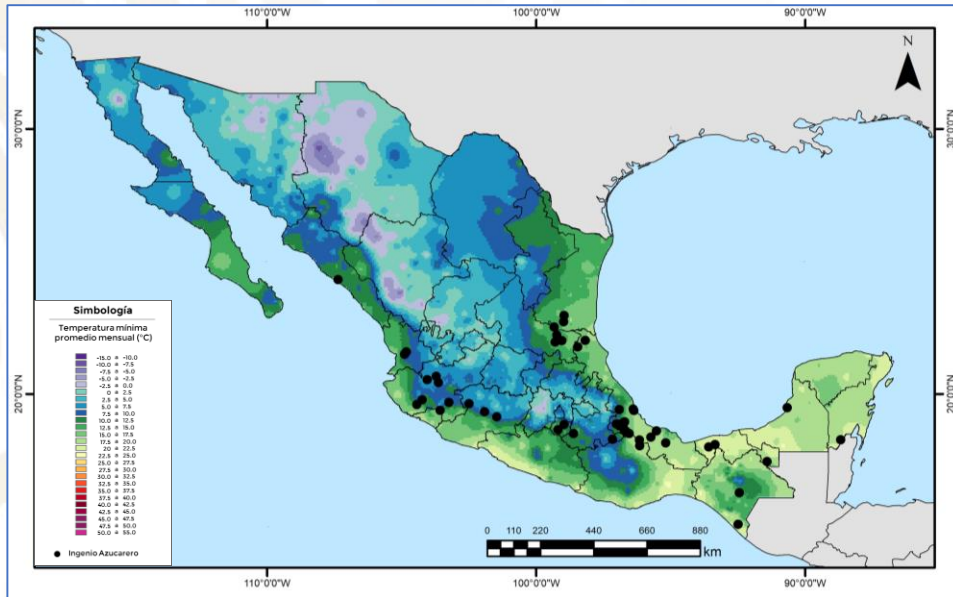 110°0'0"W 100°0'0"W 90°0'0"W
N
30°0'0"N 30°0'0"N
Simbología
Temperatura mínima
promedio mensual (°C)
-15.0 a -10.0
-10.0 a -7.5
-7.5 a -5.0
-5.0 a -2.5
-2.5 a 0.0
0 a 2.5
2.5 a 5.0
5.0 a 7.5
7.5 a 10.0
10.0 a 12.5
12.5 a 15.0
15.0 a 17.5
17.5 a 20.0
20 a 22.5
22.5 a 25.0
25.0 a 27.5
27.5 a 30.0
30.0 a 32.5
32.5 a 35.0
35.0 a 37.5
37.5 a 40.0
40.0 a 42.5
42.5 a 45.0
45.0 a 47.5
47.5 a 50.0
50.0 a 55.0
Ingenio Azucarero
20°0'0"N 20°0'0"N
0 110 220 440 660 880
km
110°0'0"W 100°0'0"W 90°0'0"W